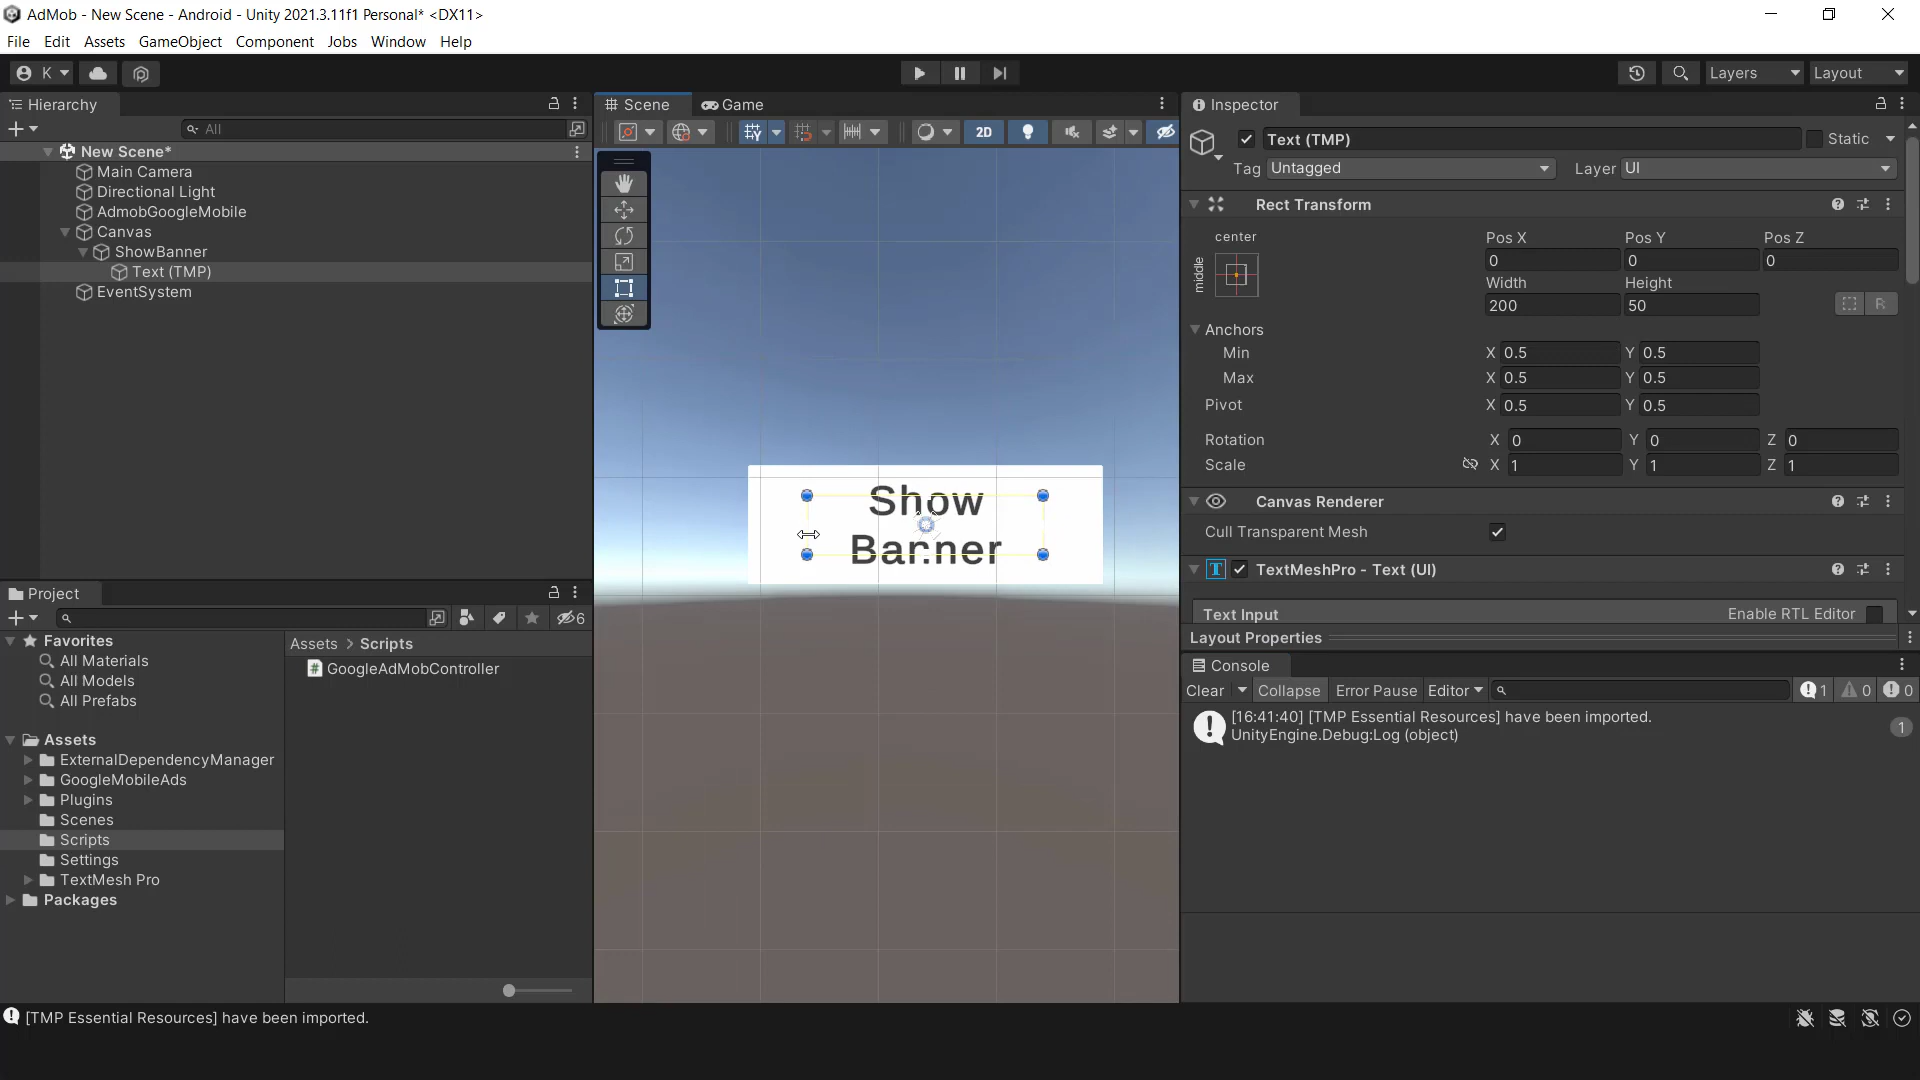 AdMob - New Scene - Android - Unity 2021.3.11f1 Personal* <DX11>
File Edit Assets GameObject Component Jobs Window Help
K Layers Layout
Hierarchy
All
New Scene*
Main Camera
Directional Light
AdmobGoogleMobile
Canvas
ShowBanner
Text (TMP)
EventSystem
Scene Game
2D
Show
Banner
Inspector
Text (TMP) Static
Tag Untagged Layer UI
Rect Transform
center
middle
Pos X Pos Y Pos Z
0 0 0
Width Height
200 50 R
Anchors
Min X 0.5 Y 0.5
Max X 0.5 Y 0.5
Pivot X 0.5 Y 0.5
Rotation X 0 Y 0 Z 0
Scale X 1 Y 1 Z 1
Canvas Renderer
Cull Transparent Mesh
T TextMeshPro - Text (UI)
Text Input Enable RTL Editor
Layout Properties
Console
Clear Collapse Error Pause Editor 1 0 0
[16:41:40] [TMP Essential Resources] have been imported.
UnityEngine.Debug:Log (object)
1
Project
6
Favorites
All Materials
All Models
All Prefabs
Assets
ExternalDependencyManager
GoogleMobileAds
Plugins
Scenes
Scripts
Settings
TextMesh Pro
Packages
Assets > Scripts
# GoogleAdMobController
[TMP Essential Resources] have been imported.